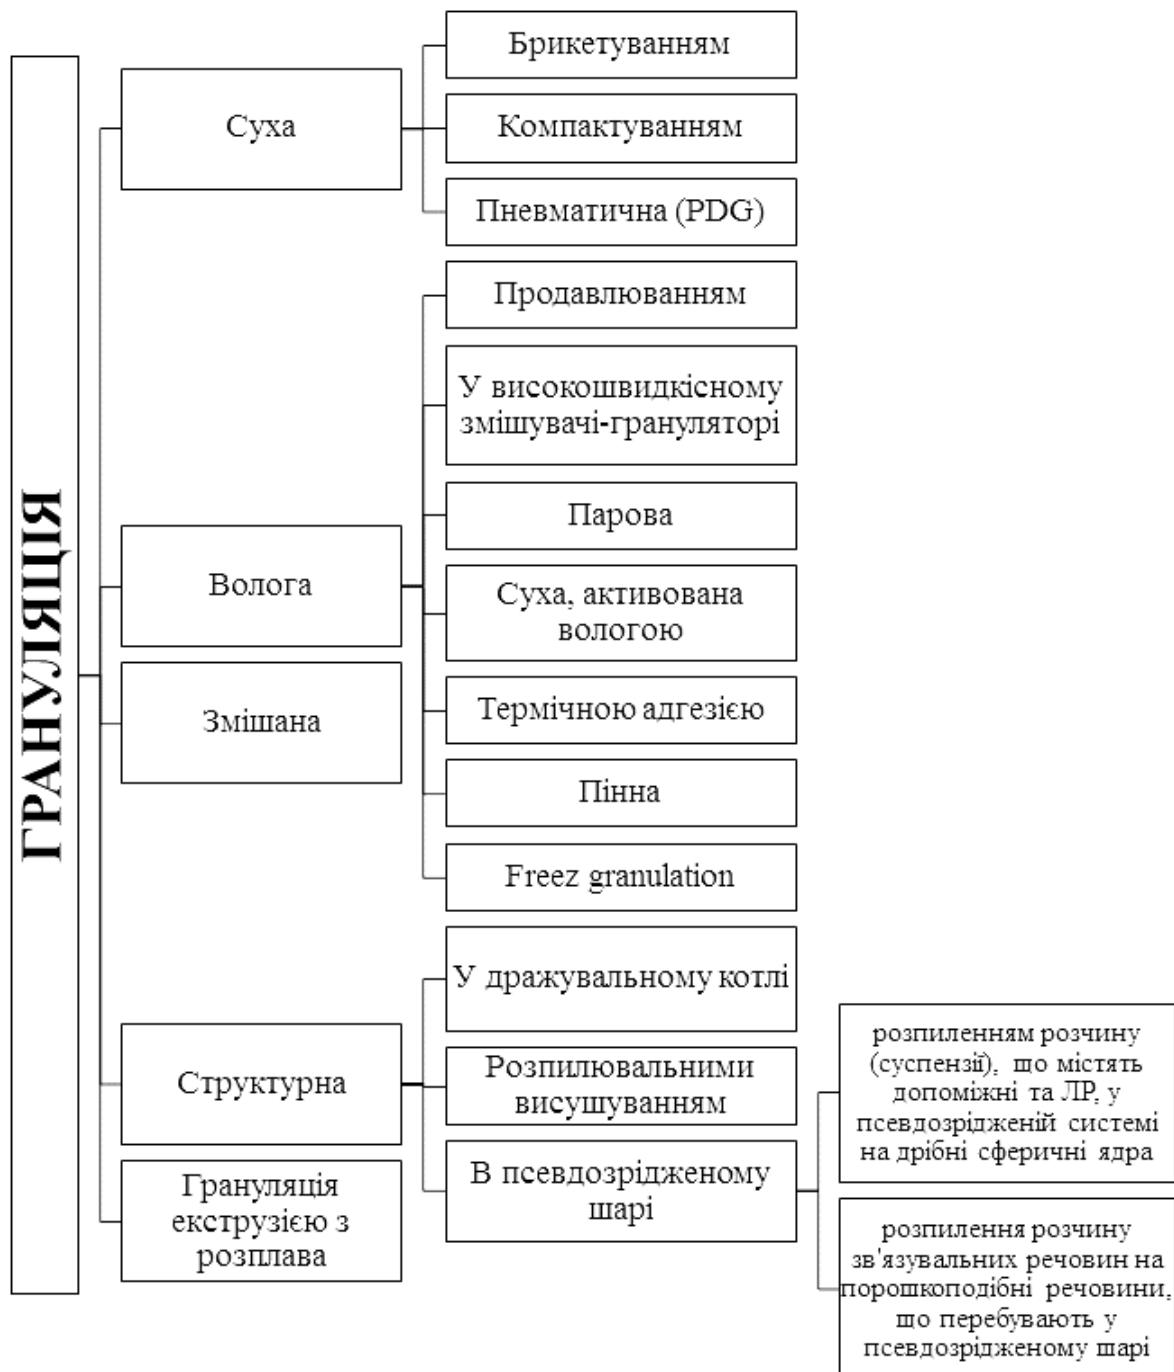 ГРАНУЛЯЦІЯ
Суха
Брикетуванням
Компактуванням
Пневматична (PDG)
Волога
Продавлюванням
У високошвидкісному
змішувачі-грануляторі
Парова
Суха, активована
вологою
Термічною адгезією
Пінна
Freez granulation
Змішана
Структурна
У дражувальному котлі
Розпилювальними
висушуванням
В псевдозрідженому
шарі
розпиленням розчину
(суспензії), що містять
допоміжні та ЛР, у
псевдозрідженій системі
на дрібні сферичні ядра
розпилення розчину
зв'язувальних речовин на
порошкоподібні речовини,
що перебувають у
псевдозрідженому шарі
Грануляція
екструзією з
розплава